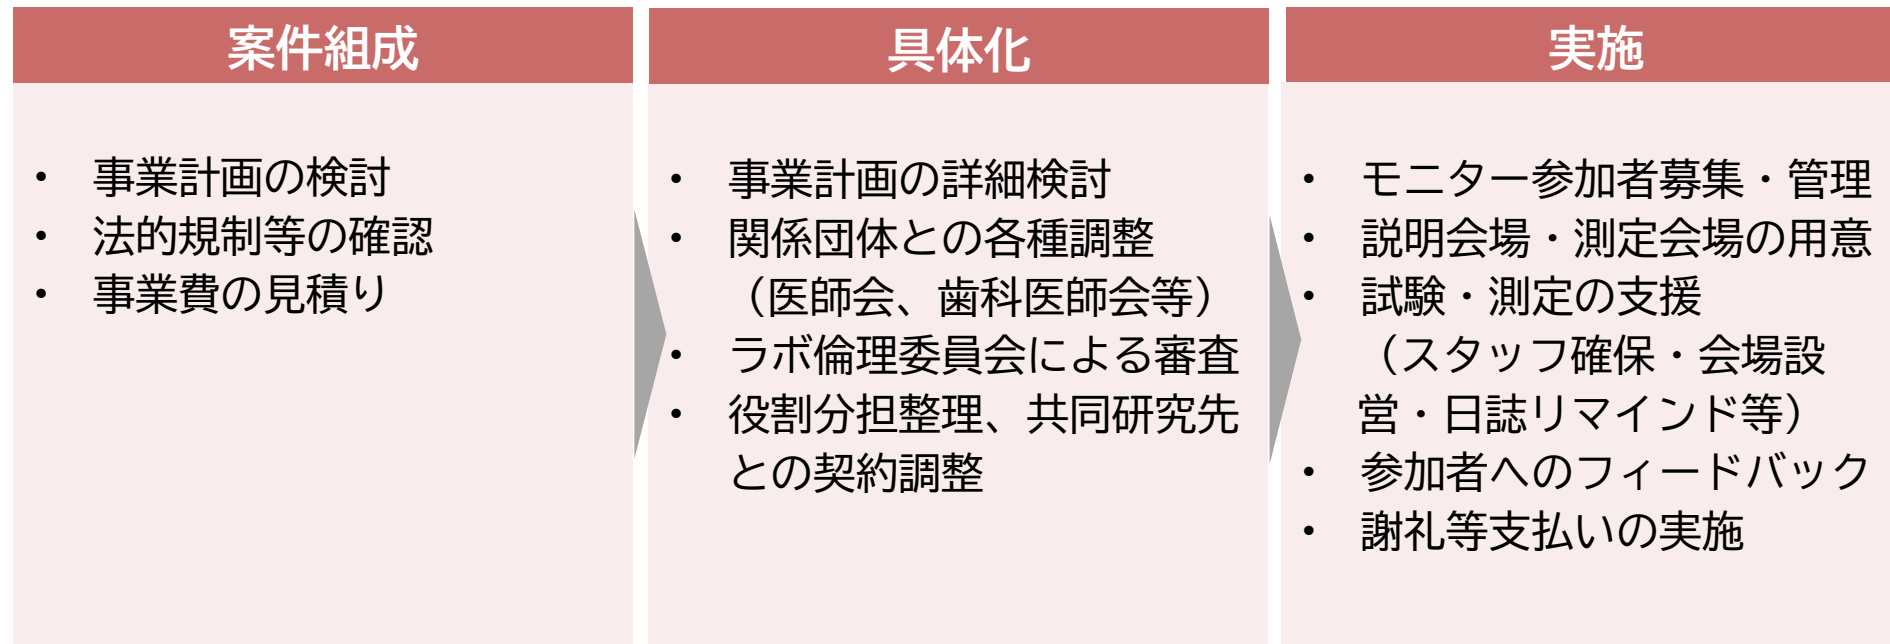 案件組成
・ 事業計画の検討
・ 法的規制等の確認
・ 事業費の見積り
具体化
・ 事業計画の詳細検討
・ 関係団体との各種調整
（医師会、歯科医師会等）
・ ラボ倫理委員会による審査
・ 役割分担整理、共同研究先
との契約調整
実施
・ モニター参加者募集・管理
・ 説明会場・測定会場の用意
・ 試験・測定の支援
（スタッフ確保・会場設
営・日誌リマインド等）
・ 参加者へのフィードバック
・ 謝礼等支払いの実施